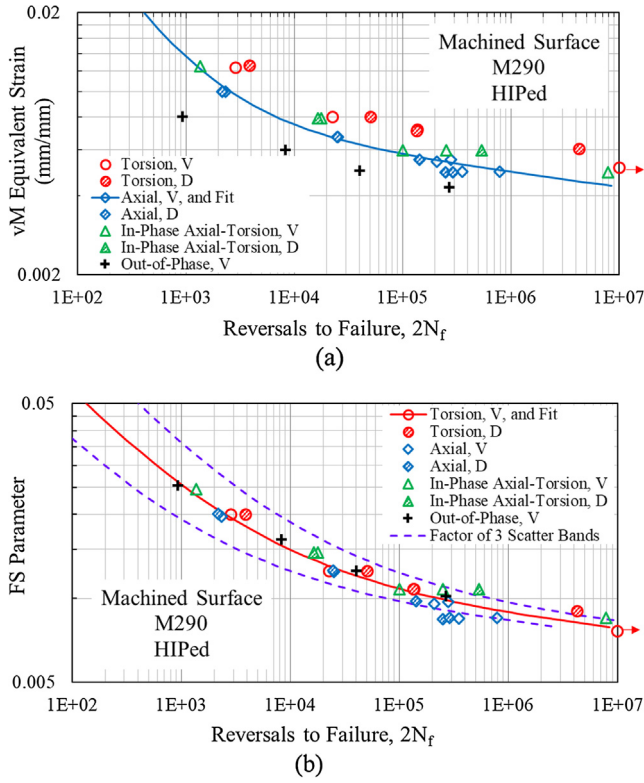 0.02
Machined Surface
M290
HIPed
vM Equivalent Strain
(mm/mm)
Torsion, V
Torsion, D
Axial, V, and Fit
Axial, D
In-Phase Axial-Torsion, V
In-Phase Axial-Torsion, D
Out-of-Phase, V
0.002
1E+02 1E+03 1E+04 1E+05 1E+06 1E+07
Reversals to Failure, 2Nf
(a)
0.05
Torsion, V, and Fit
Torsion, D
Axial, V
Axial, D
In-Phase Axial-Torsion, V
In-Phase Axial-Torsion, D
Out-of-Phase, V
Factor of 3 Scatter Bands
FS Parameter
Machined Surface
M290
HIPed
0.005
1E+02 1E+03 1E+04 1E+05 1E+06 1E+07
Reversals to Failure, 2Nf
(b)